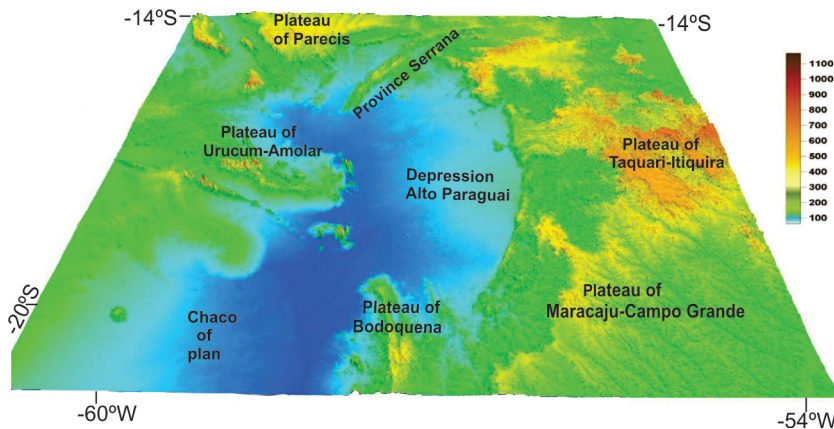 -14ºS
Plateau
of Parecis
Province Serrana
-14ºS
Plateau of
Urucum-Amolar
Depression
Alto Paraguai
Plateau of
Taquari-Itiquira
1100
1000
900
800
700
600
500
400
300
200
100
-20ºS
Chaco
of
plan
Plateau of
Bodoquena
Plateau of
Maracaju-Campo Grande
-60ºW
-54ºW